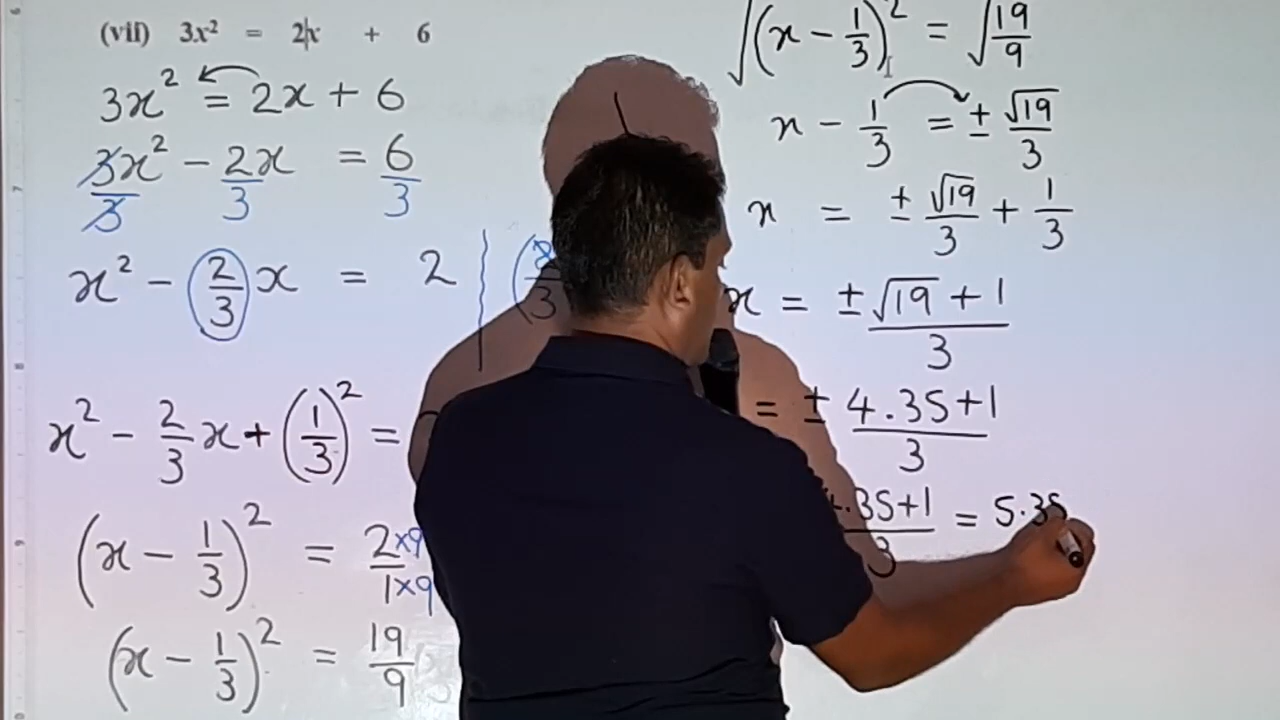 (vii) 3x² = 2x + 6
3x² = 2x + 6
3x²/3 - 2x/3 = 6/3
x² - (2/3)x = 2
x² - 2/3 x + (1/3)² =
(x - 1/3)² = 2×9/1×9
(x - 1/3)² = 19/9
√(x - 1/3)² = √19/9
x - 1/3 = ± √19/3
x = ± √19/3 + 1/3
x = ± √19 + 1/3
= ± 4.35+1/3
.35+1/3 = 5.35